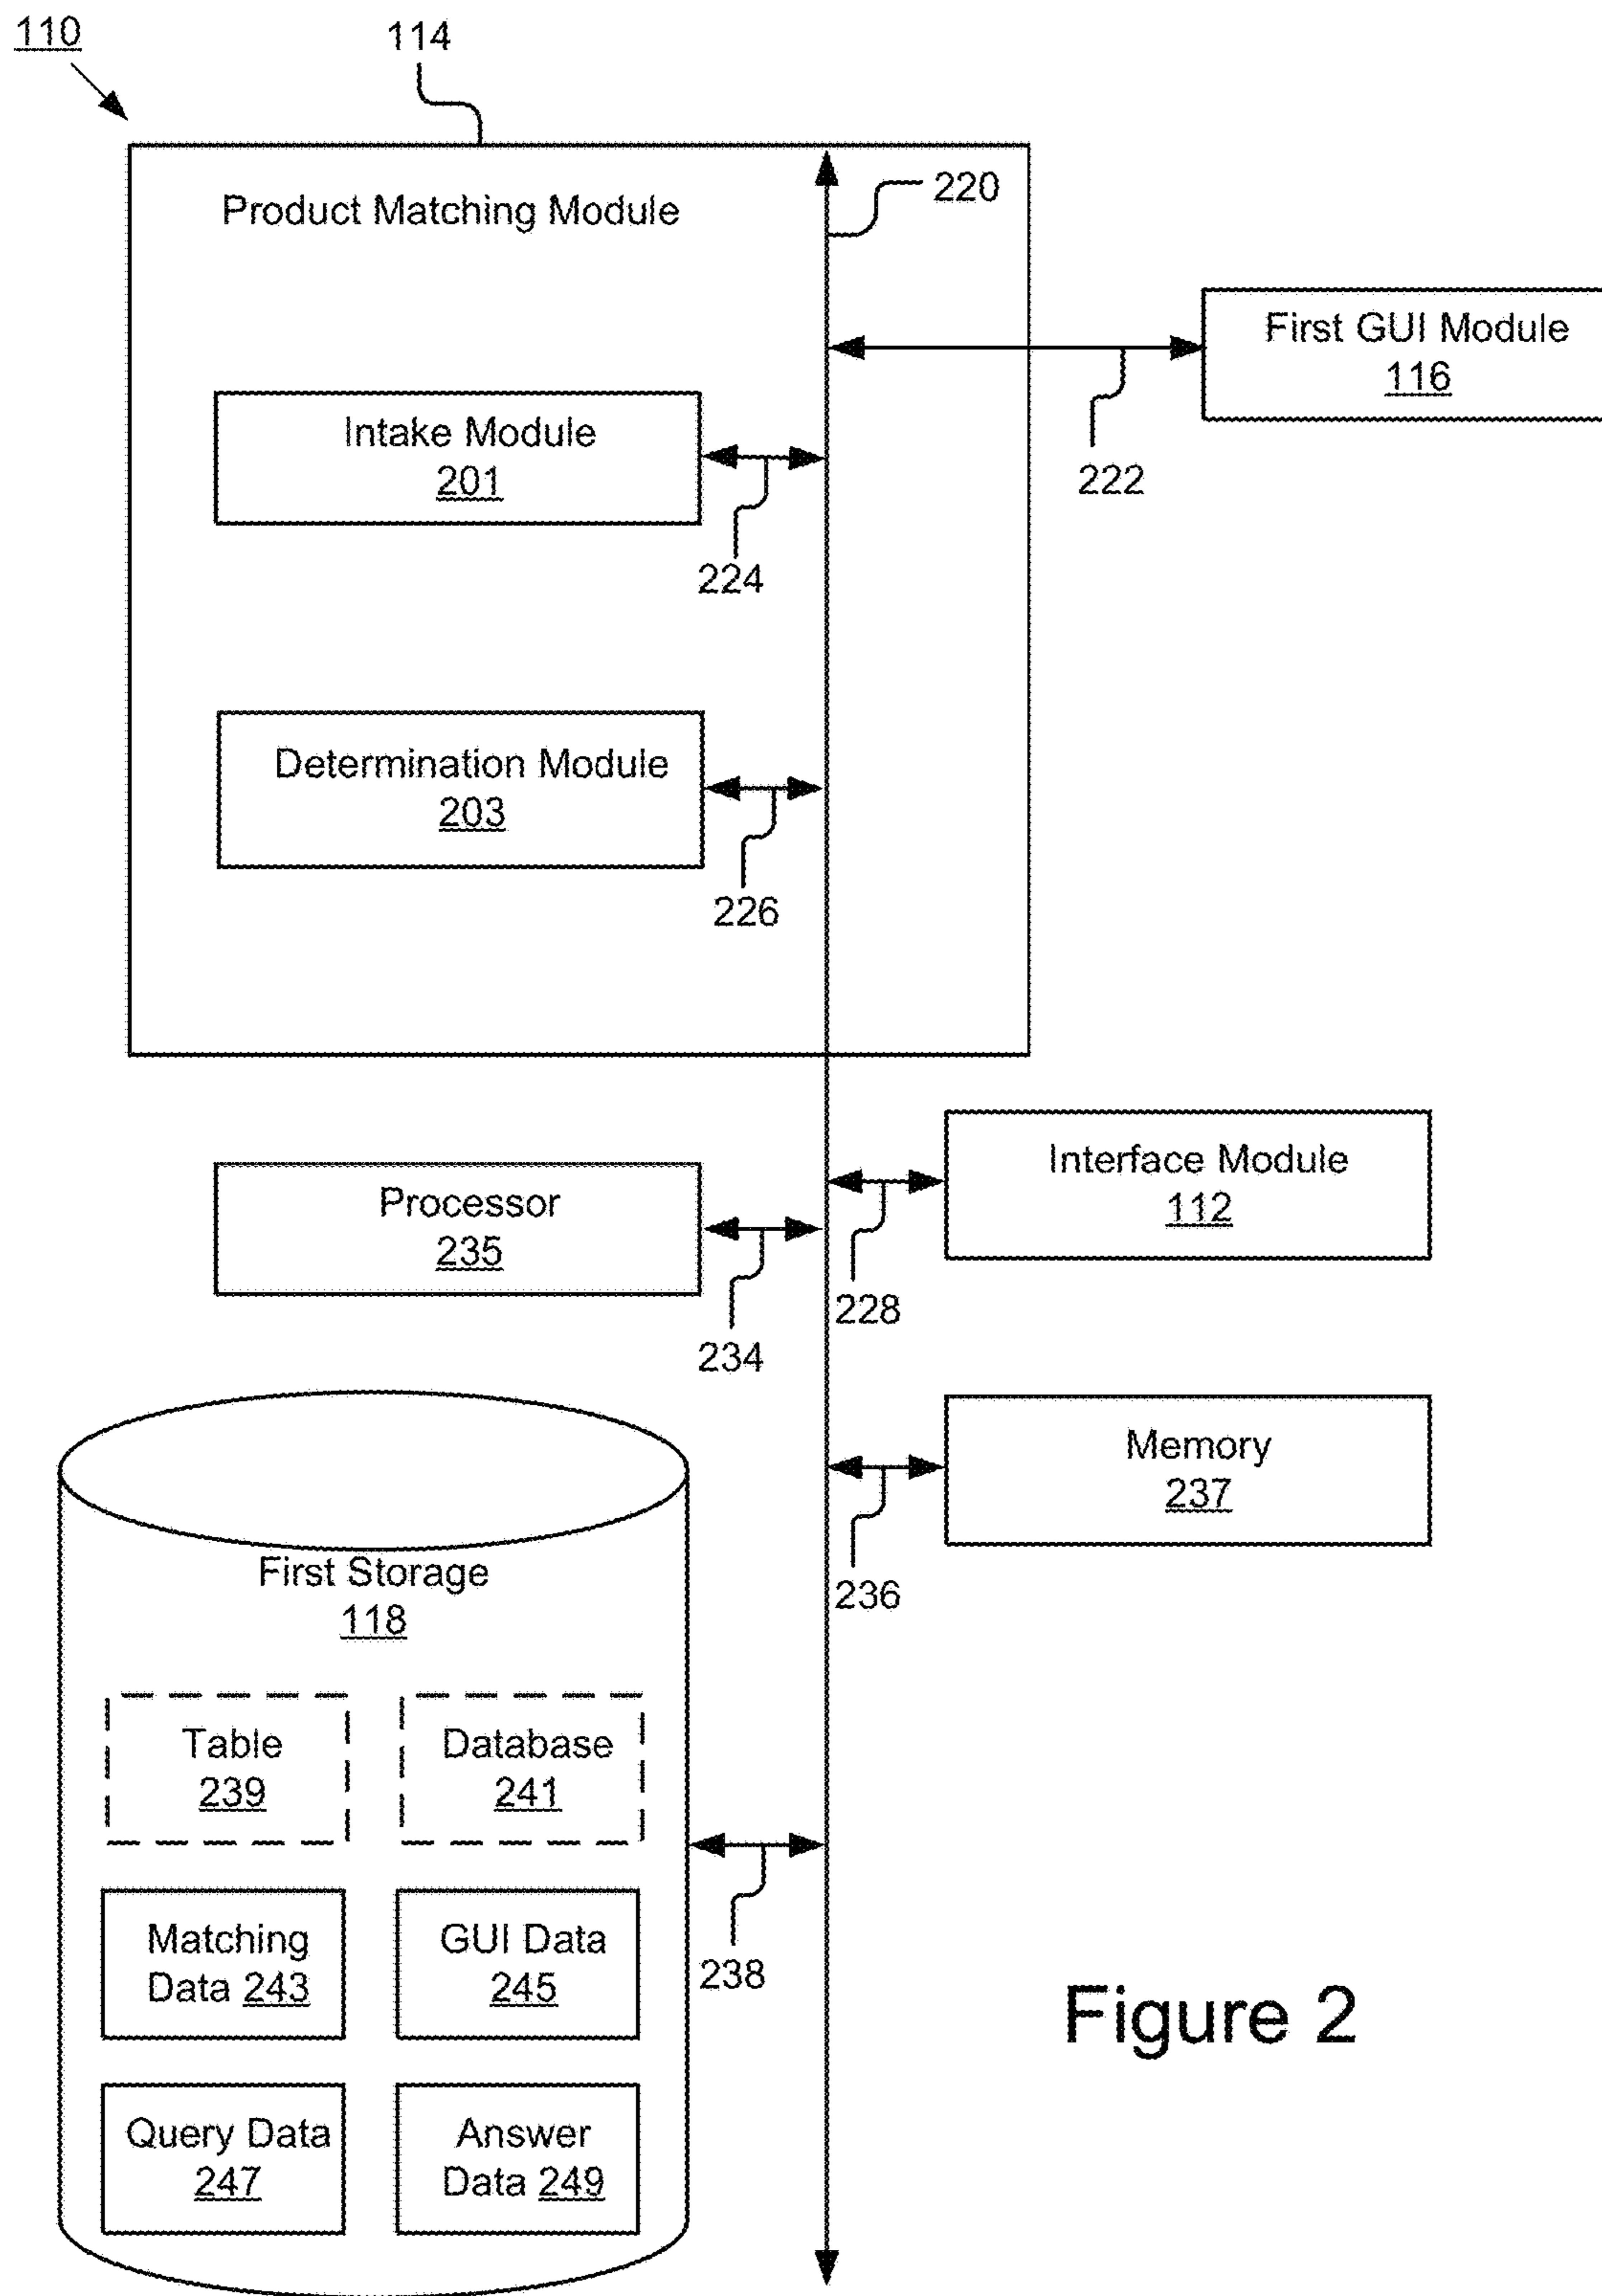 110
114
220
Product Matching Module
First GUI Module
116
222
Intake Module
201
224
Determination Module
203
226
Interface Module
112
228
Processor
235
234
Memory
237
236
First Storage
118
Table
239
Database
241
238
Matching
Data 243
GUI Data
245
Query Data
247
Answer
Data 249
Figure 2